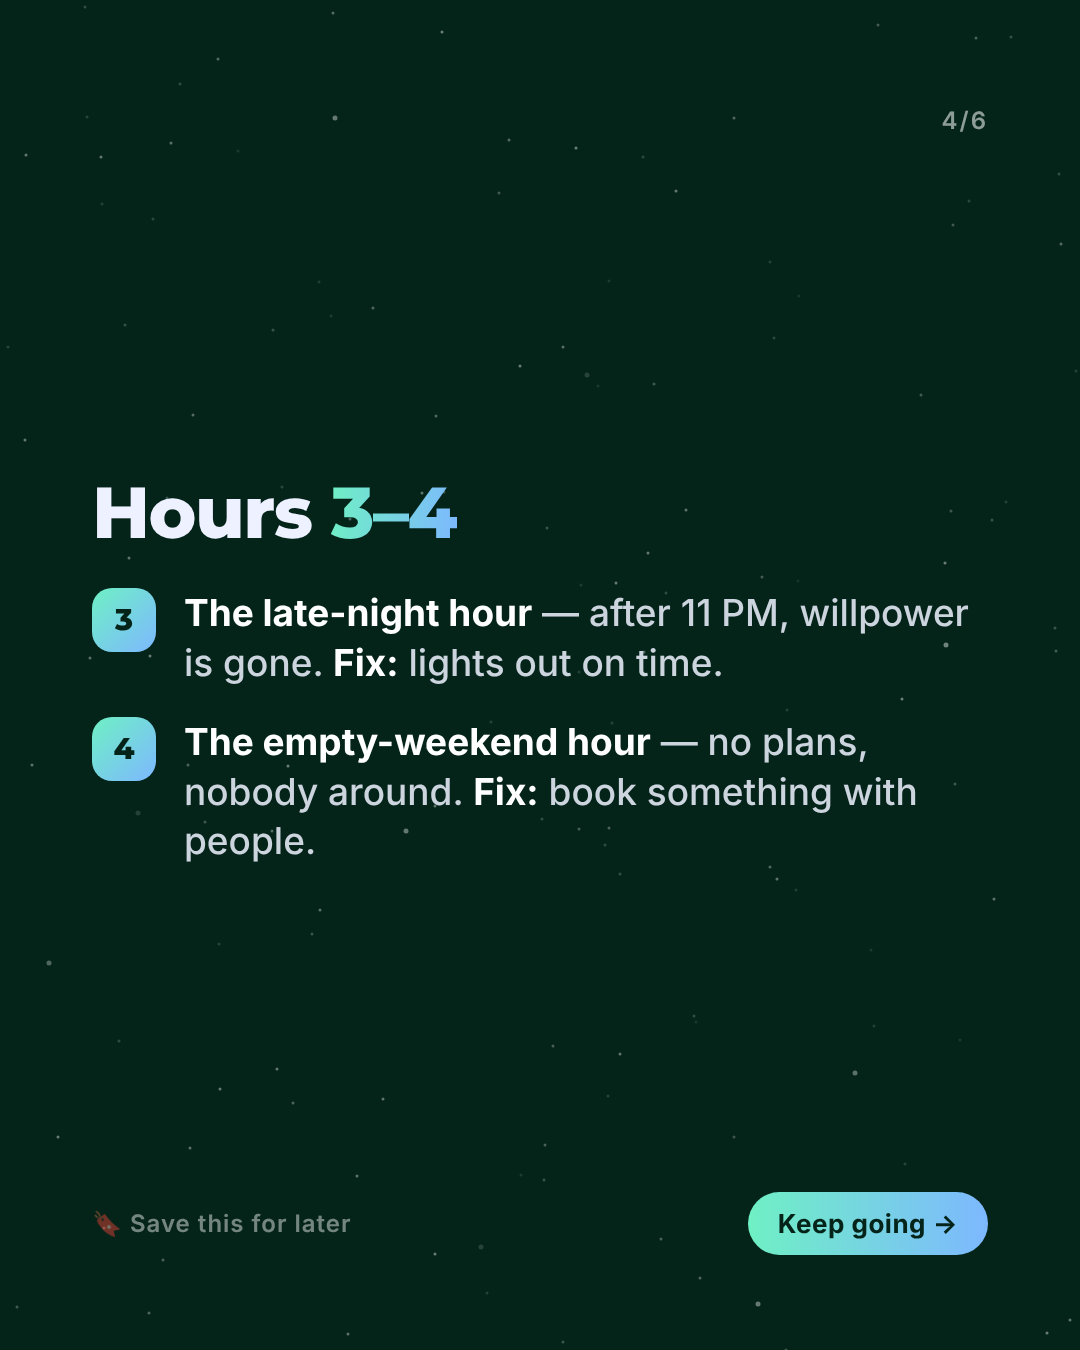 4/6
Hours 3–4
3
The late-night hour — after 11 PM, willpower
is gone. Fix: lights out on time.
4
The empty-weekend hour — no plans,
nobody around. Fix: book something with
people.
🔖 Save this for later
Keep going →